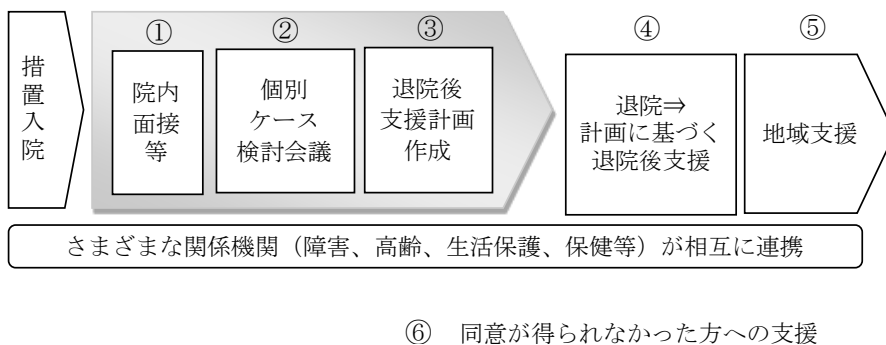 措置入院
①
院内
面接
等
②
個別
ケース
検討会議
③
退院後
支援計画
作成
④
退院⇒
計画に基づく
退院後支援
⑤
地域支援
さまざまな関係機関（障害、高齢、生活保護、保健等）が相互に連携
⑥　同意が得られなかった方への支援